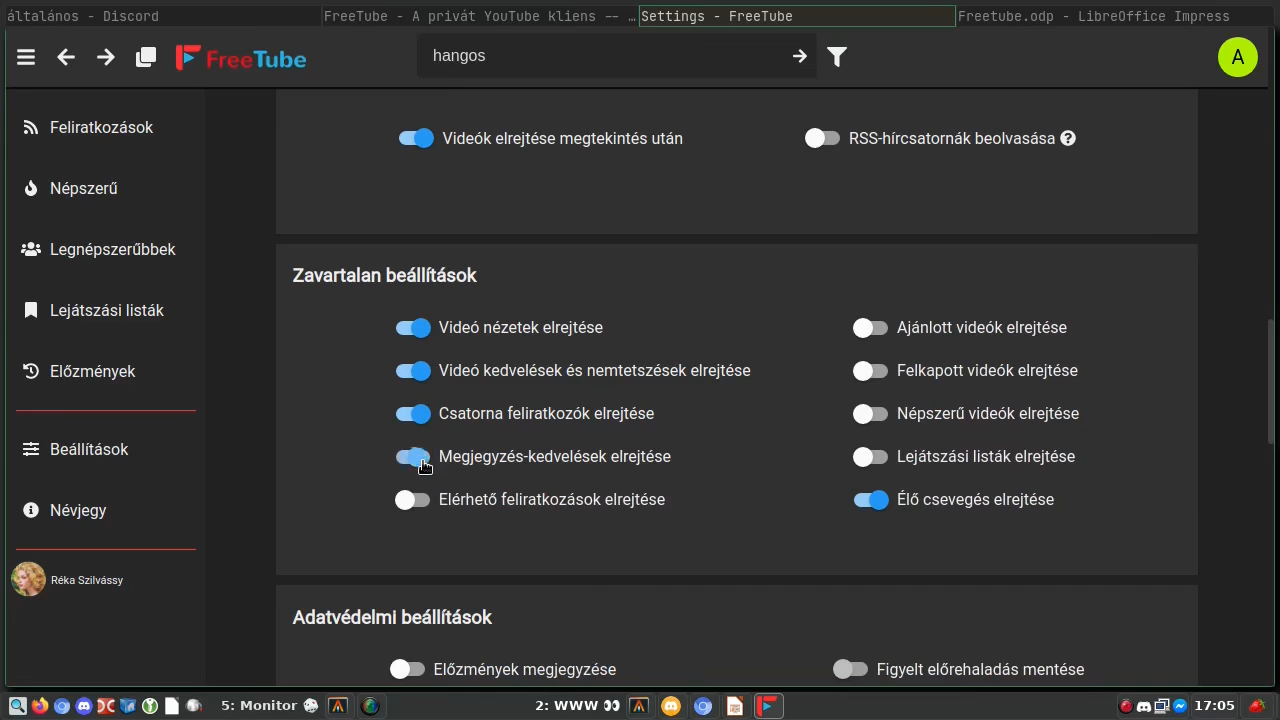 általános - Discord
FreeTube - A privát YouTube kliens -- …
Settings - FreeTube
Freetube.odp - LibreOffice Impress
FreeTube
hangos
A
Feliratkozások
Népszerű
Legnépszerűbbek
Lejátszási listák
Előzmények
Beállítások
Névjegy
Réka Szilvássy
Videók elrejtése megtekintés után
RSS-hírcsatornák beolvasása ?
Zavartalan beállítások
Videó nézetek elrejtése
Videó kedvelések és nemtetszések elrejtése
Csatorna feliratkozók elrejtése
Megjegyzés-kedvelések elrejtése
Elérhető feliratkozások elrejtése
Ajánlott videók elrejtése
Felkapott videók elrejtése
Népszerű videók elrejtése
Lejátszási listák elrejtése
Élő csevegés elrejtése
Adatvédelmi beállítások
Előzmények megjegyzése
Figyelt előrehaladás mentése
5: Monitor
2: WWW
17:05